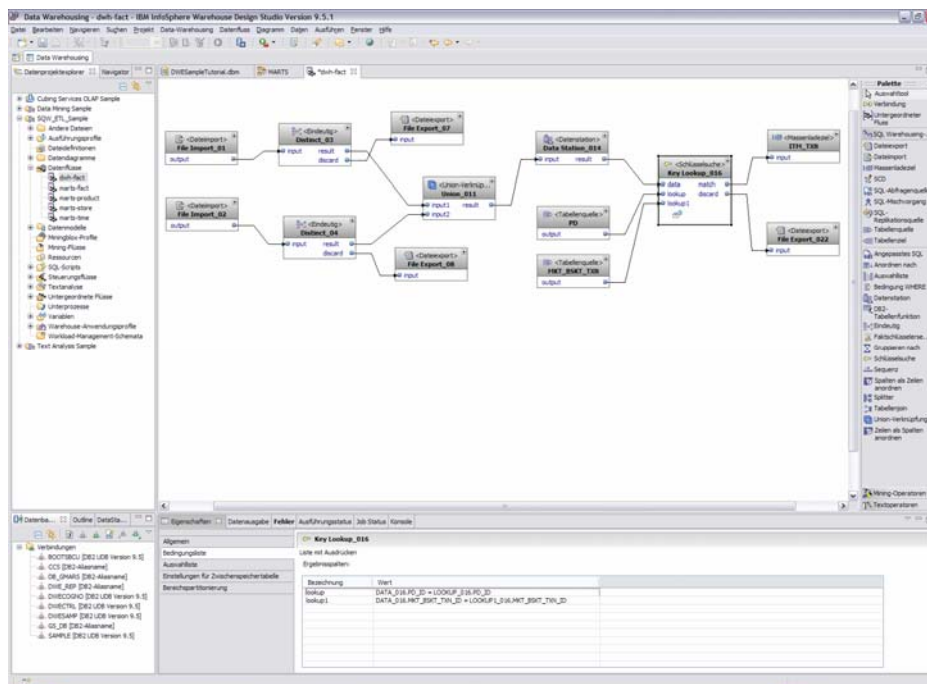 Data Warehousing - dwh-fact - IBM InfoSphere Warehouse Design Studio Version 9.5.1
Datei Bearbeiten Navigieren Suchen Projekt Data-Warehousing Datenfluss Diagramm Daten Ausführen Fenster Hilfe
Data Warehousing
Datenprojektexplorer Navigator
DWESampleTutorial.dbm MARTS *dwh-fact
Cubing Services OLAP Sample
Data Mining Sample
SQW_ETL_Sample
Andere Dateien
Ausführungsprofile
Dateidefinitionen
Datendiagramme
Datenflüsse
dwh-fact
marts-fact
marts-product
marts-store
marts-time
Datenmodelle
Miningblox-Profile
Mining-Flüsse
Ressourcen
SQL-Scripts
Steuerungsflüsse
Textanalyse
Untergeordnete Flüsse
Unterprozesse
Variablen
Warehouse-Anwendungsprofile
Workload-Management-Schemata
Text Analysis Sample
<Dateiimport>
File Import_01
output
<Dateiimport>
File Import_02
output
<Eindeutig>
Distinct_03
input result
discard
<Eindeutig>
Distinct_04
input result
discard
<Dateiexport>
File Export_07
input
<Union-Verknüp...
Union_011
input1 result
input2
<Dateiexport>
File Export_08
input
<Datenstation>
Data Station_014
input result
<Tabellenquelle>
PD
output
<Tabellenquelle>
MKT_BSKT_TXN
output
<Schlüsselsuche>
Key Lookup_016
data match
lookup discard
lookup1
<Massenladeziel>
ITM_TXN
input
<Dateiexport>
File Export_022
input
Palette
Auswahltool
Verbindung
Untergeordneter Fluss
SQL Warehousing-
Dateiexport
Dateiimport
Massenladeziel
SCD
SQL-Abfragequelle
SQL-Mischvorgang
SQL-
Replikationsquelle
Tabellenquelle
Tabellenziel
Angepasstes SQL
Anordnen nach
Auswahlliste
Bedingung WHERE
Datenstation
DB2-
Tabellenfunktion
Eindeutig
Faktschlüsselerse...
Gruppieren nach
Schlüsselsuche
Sequenz
Spalten als Zeilen
anordnen
Splitter
Tabellenjoin
Union-Verknüpfung
Zeilen als Spalten
anordnen
Mining-Operatoren
Textoperatoren
Datenba... Outline DataSta...
Verbindungen
CCS [DB2-Aliasname]
DB_GMARS [DB2-Aliasname]
DWE_REP [DB2-Aliasname]
DWECOGNO [DB2 UDB Version 9.5]
DWECTRL [DB2 UDB Version 9.5]
DWESAMP [DB2 UDB Version 9.5]
GS_DB [DB2-Aliasname]
SAMPLE [DB2 UDB Version 9.5]
Eigenschaften Datenausgabe Fehler Ausführungsstatus Job Status Konsole
Allgemein
Bedingungsliste
Auswahlliste
Einstellungen für Zwischenspeichertabelle
Bereichspartitionierung
Key Lookup_016
Liste mit Ausdrücken
Ergebnisspalten:
Bezeichnung Wert
lookup DATA_016.PD_ID = LOOKUP_016.PD_ID
lookup1 DATA_016.MKT_BSKT_TXN_ID = LOOKUP1_016.MKT_BSKT_TXN_ID